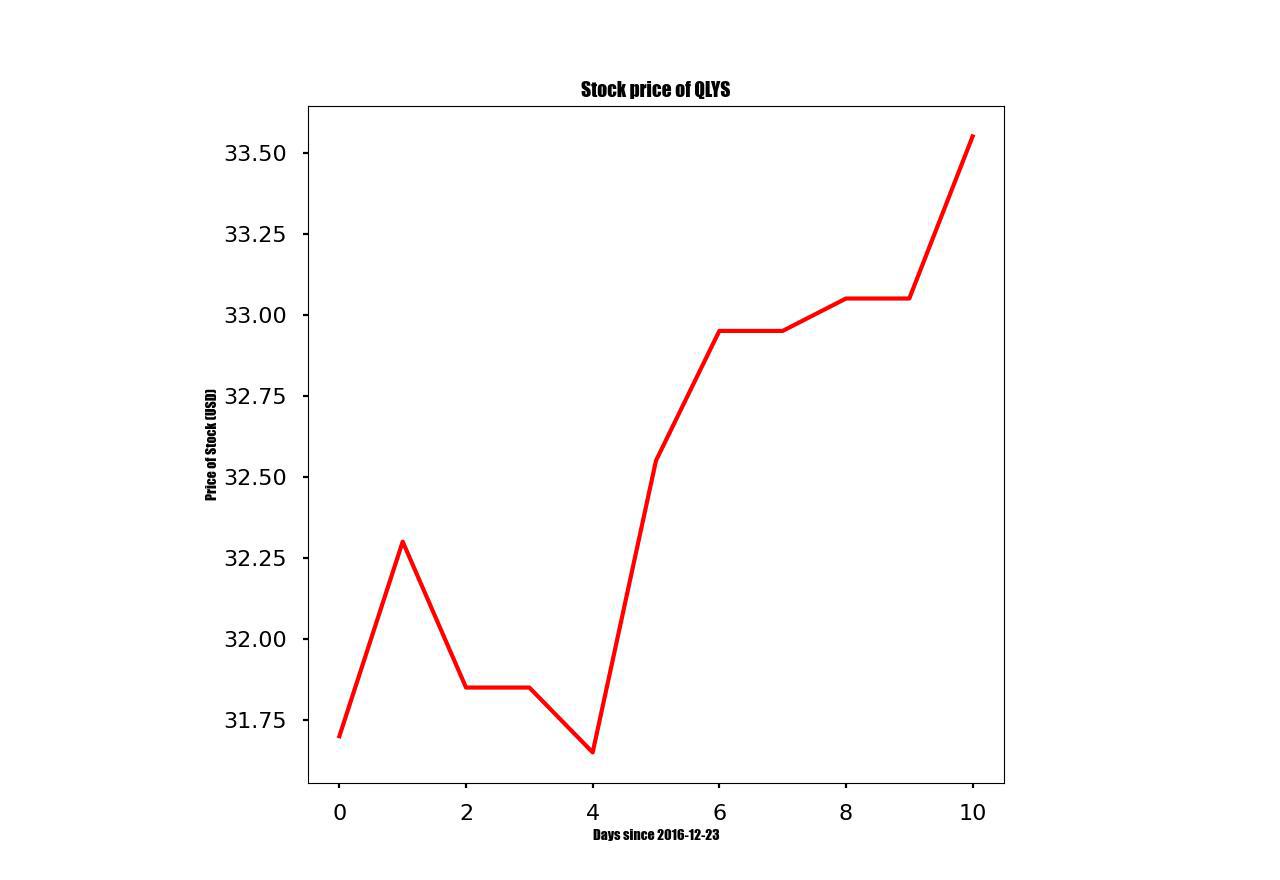 Stock price of QLYS
33.50
33.25
33.00
32.75
32.50
32.25
32.00
31.75
Price of Stock (USD)
0 2 4 6 8 10
Days since 2016-12-23